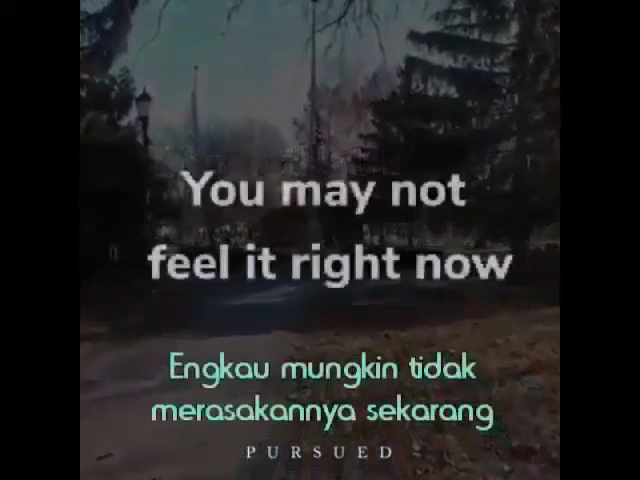 You may not
feel it right now
Engkau mungkin tidak
merasakannya sekarang
PURSUED